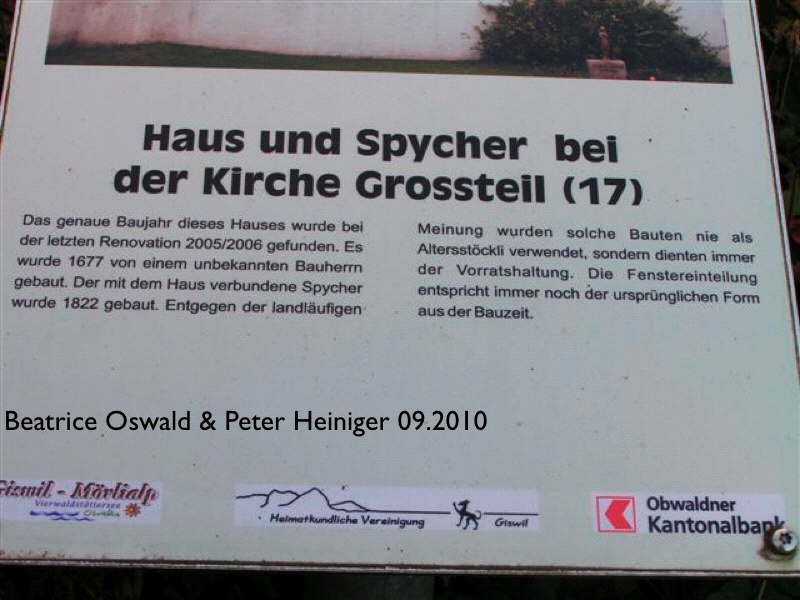 Haus und Spycher bei
der Kirche Grossteil (17)
Das genaue Baujahr dieses Hauses wurde bei
der letzten Renovation 2005/2006 gefunden. Es
wurde 1677 von einem unbekannten Bauherrn
gebaut. Der mit dem Haus verbundene Spycher
wurde 1822 gebaut. Entgegen der landläufigen
Meinung wurden solche Bauten nie als
Altersstöckli verwendet, sondern dienten immer
der Vorratshaltung. Die Fenstereinteilung
entspricht immer noch der ursprünglichen Form
aus der Bauzeit.
Beatrice Oswald & Peter Heiniger 09.2010
Giswil - Mörlialp
Vierwaldstättersee
Heimatkundliche Vereinigung Giswil
Obwaldner
Kantonalbank